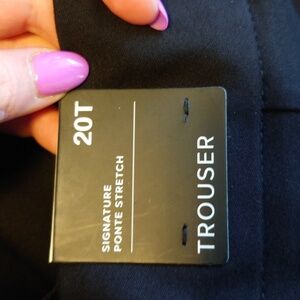 20T
SIGNATURE
PONTE STRETCH
TROUSER